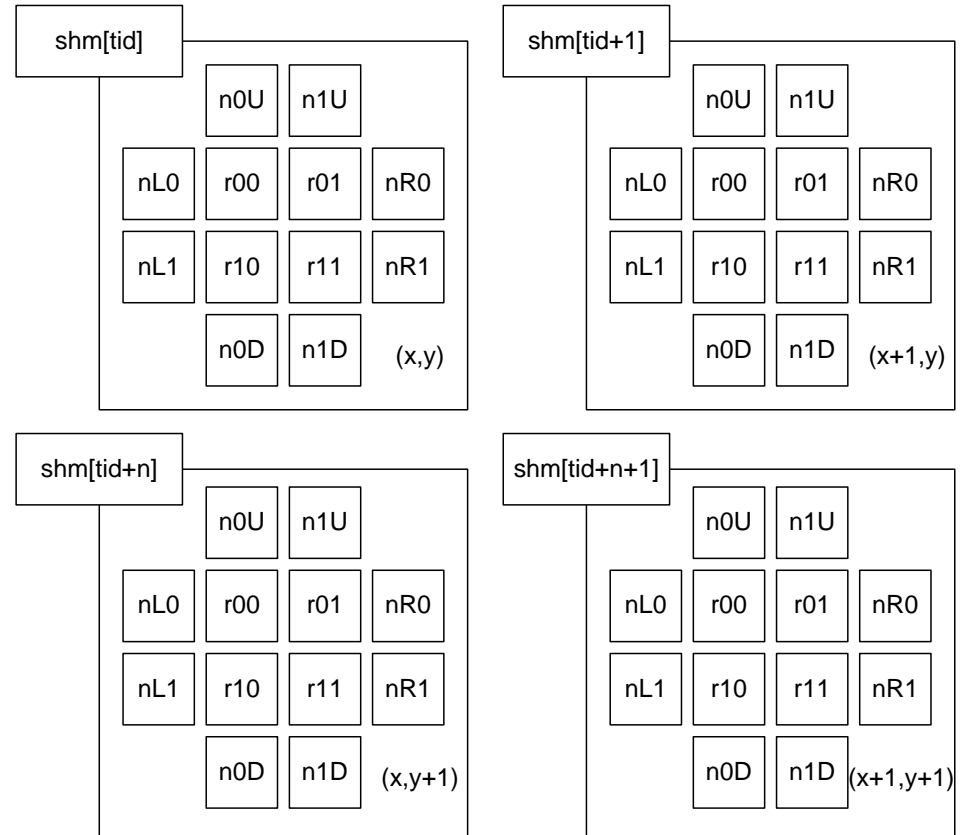 shm[tid]
n0U n1U
nL0 r00 r01 nR0
nL1 r10 r11 nR1
n0D n1D (x,y)
shm[tid+1]
n0U n1U
nL0 r00 r01 nR0
nL1 r10 r11 nR1
n0D n1D (x+1,y)
shm[tid+n]
n0U n1U
nL0 r00 r01 nR0
nL1 r10 r11 nR1
n0D n1D (x,y+1)
shm[tid+n+1]
n0U n1U
nL0 r00 r01 nR0
nL1 r10 r11 nR1
n0D n1D (x+1,y+1)